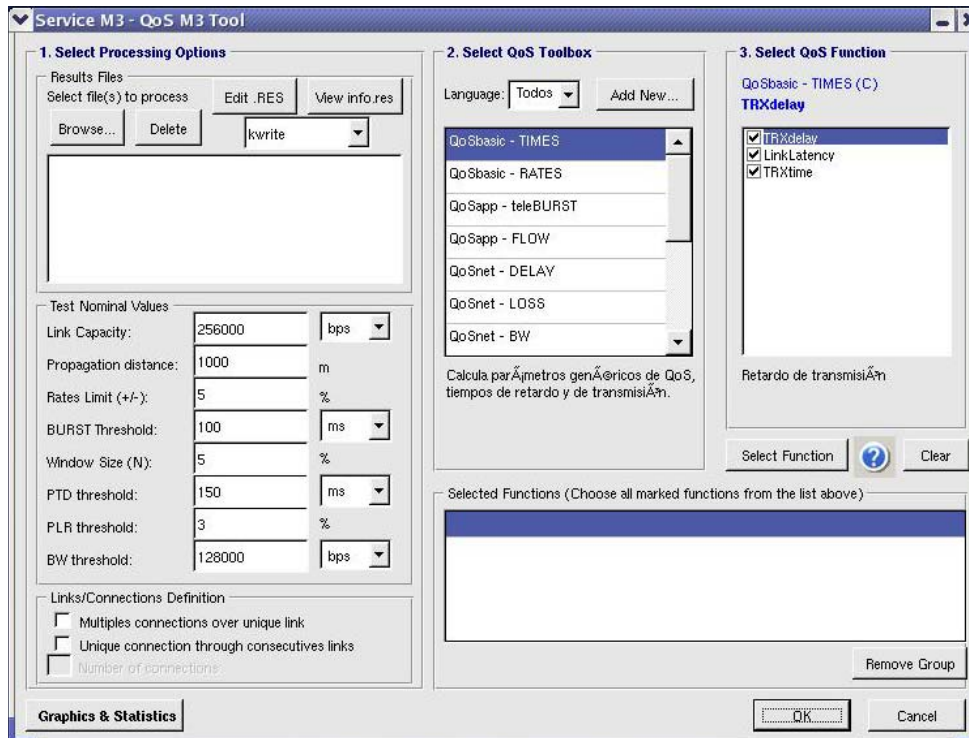 Service M3 - QoS M3 Tool
1. Select Processing Options
Results Files
Select file(s) to process
Edit .RES
View info.res
Browse...
Delete
kwrite
Test Nominal Values
Link Capacity:
256000
bps
Propagation distance:
1000
m
Rates Limit (+/-):
5
%
BURST Threshold:
100
ms
Window Size (N):
5
%
PTD threshold:
150
ms
PLR threshold:
3
%
BW threshold:
128000
bps
Links/Connections Definition
Multiples connections over unique link
Unique connection through consecutives links
Number of connections
Graphics & Statistics
2. Select QoS Toolbox
Language:
Todos
Add New...
QoSbasic - TIMES
QoSbasic - RATES
QoSapp - teleBURST
QoSapp - FLOW
QoSnet - DELAY
QoSnet - LOSS
QoSnet - BW
Calcula parÃ¡metros genÃ©ricos de QoS,
tiempos de retardo y de transmisiÃ³n.
3. Select QoS Function
QoSbasic - TIMES (C)
TRXdelay
TRXdelay
LinkLatency
TRXtime
Retardo de transmisiÃ³n
Select Function
?
Clear
Selected Functions (Choose all marked functions from the list above)
Remove Group
OK
Cancel